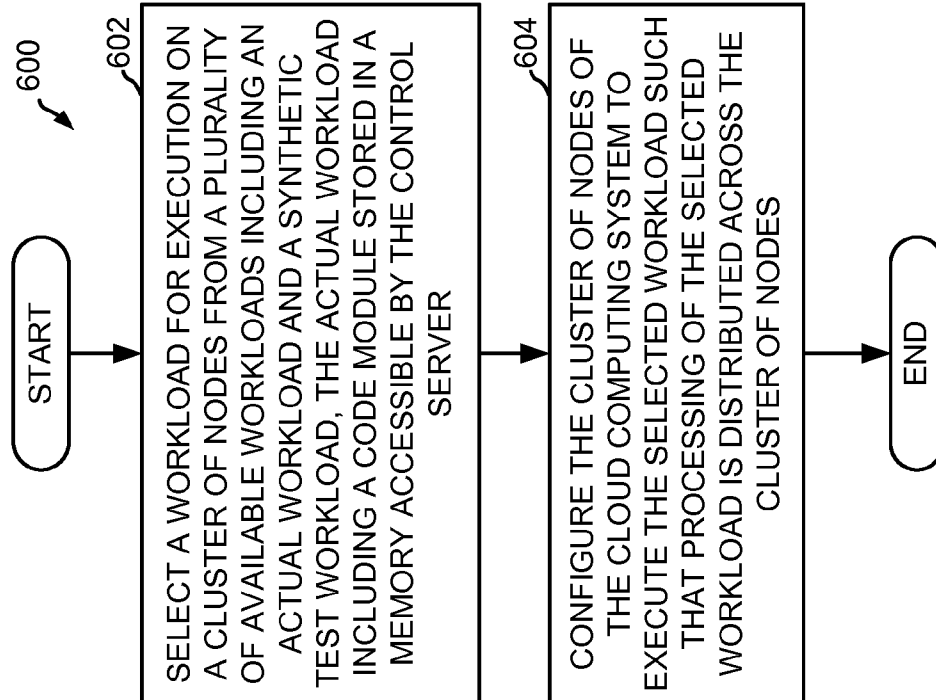 600
START
602
SELECT A WORKLOAD FOR EXECUTION ON
A CLUSTER OF NODES FROM A PLURALITY
OF AVAILABLE WORKLOADS INCLUDING AN
ACTUAL WORKLOAD AND A SYNTHETIC
TEST WORKLOAD, THE ACTUAL WORKLOAD
INCLUDING A CODE MODULE STORED IN A
MEMORY ACCESSIBLE BY THE CONTROL
SERVER
604
CONFIGURE THE CLUSTER OF NODES OF
THE CLOUD COMPUTING SYSTEM TO
EXECUTE THE SELECTED WORKLOAD SUCH
THAT PROCESSING OF THE SELECTED
WORKLOAD IS DISTRIBUTED ACROSS THE
CLUSTER OF NODES
END